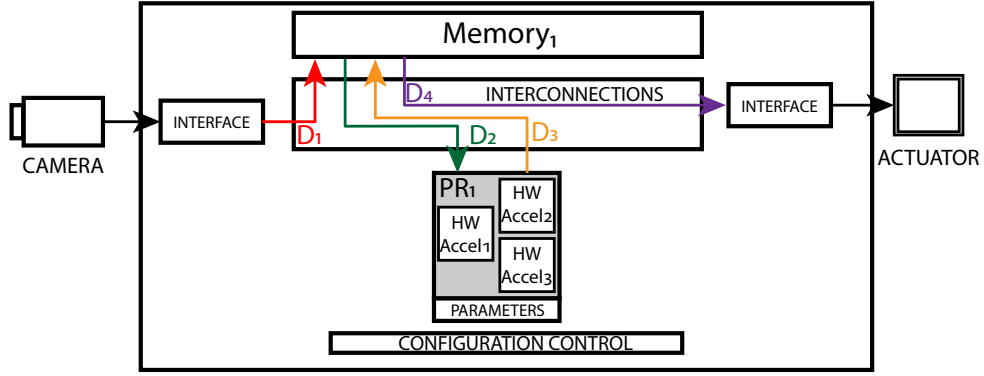 Memory₁
D₄
INTERCONNECTIONS
INTERFACE
INTERFACE
D₁
D₂
D₃
CAMERA
ACTUATOR
PR₁
HW
Accel₂
HW
Accel₁
HW
Accel₃
PARAMETERS
CONFIGURATION CONTROL